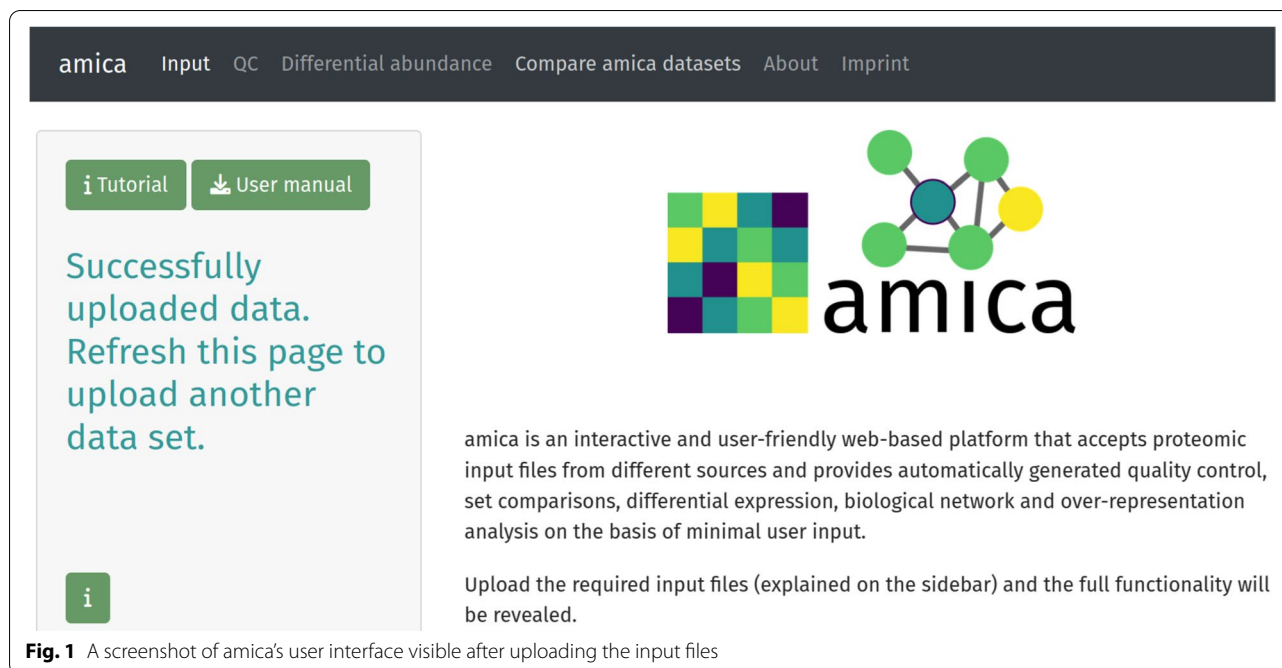 amica Input QC Differential abundance Compare amica datasets About Imprint
i Tutorial User manual
Successfully
uploaded data.
Refresh this page to
upload another
data set.
i
amica
amica is an interactive and user-friendly web-based platform that accepts proteomic
input files from different sources and provides automatically generated quality control,
set comparisons, differential expression, biological network and over-representation
analysis on the basis of minimal user input.
Upload the required input files (explained on the sidebar) and the full functionality will
be revealed.
Fig. 1 A screenshot of amica's user interface visible after uploading the input files